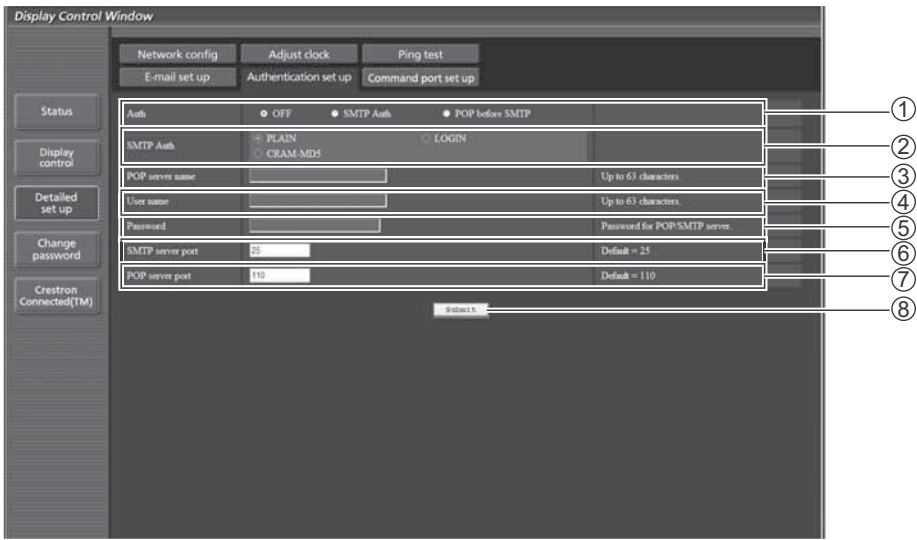 Display Control Window
Network config Adjust clock Ping test
E-mail set up Authentication set up Command port set up
Status
Display
control
Detailed
set up
Change
password
Crestron
Connected(TM)
Auth OFF SMTP Auth POP before SMTP ①
SMTP Auth PLAIN LOGIN ②
CRAM-MD5
POP server name Up to 63 characters. ③
User name Up to 63 characters. ④
Password Password for POP/SMTP server. ⑤
SMTP server port 25 Default = 25 ⑥
POP server port 110 Default = 110 ⑦
Submit ⑧